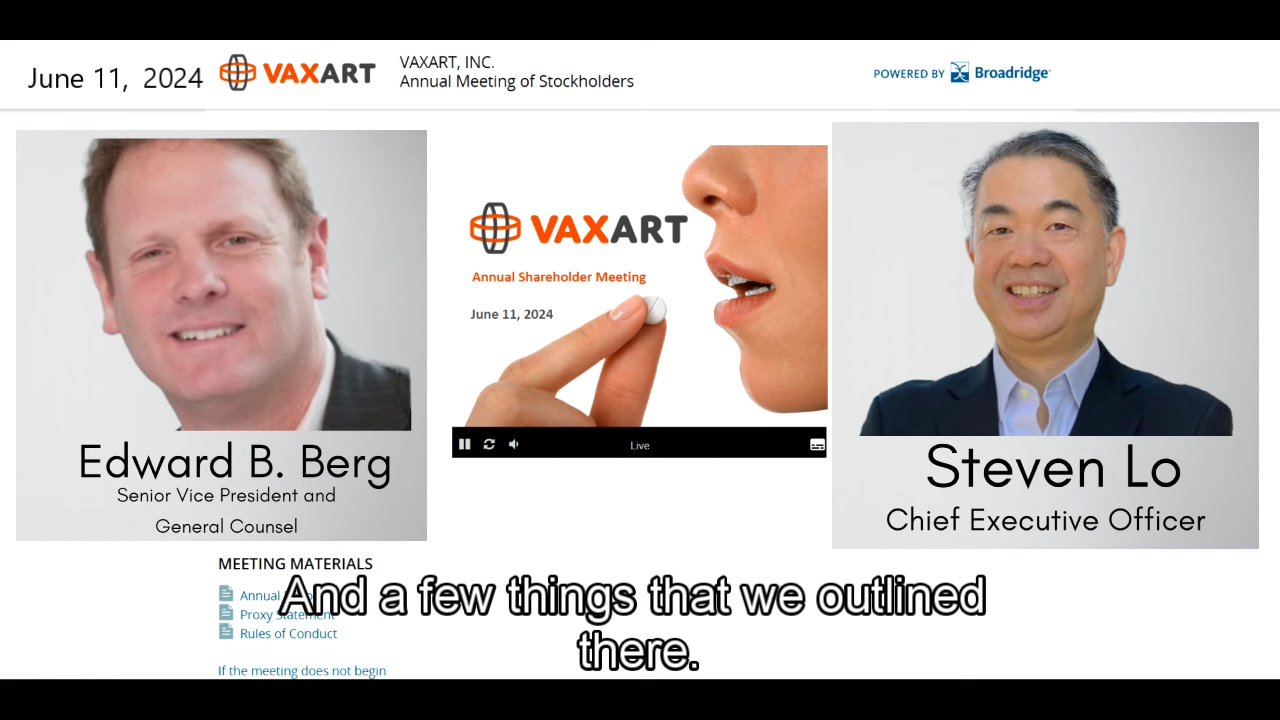 June 11, 2024
VAXART
VAXART, INC.
Annual Meeting of Stockholders
POWERED BY Broadridge
VAXART
Annual Shareholder Meeting
June 11, 2024
Live
Edward B. Berg
Senior Vice President and
General Counsel
Steven Lo
Chief Executive Officer
MEETING MATERIALS
Annual
Proxy Statement
Rules of Conduct
If the meeting does not begin
And a few things that we outlined
there.